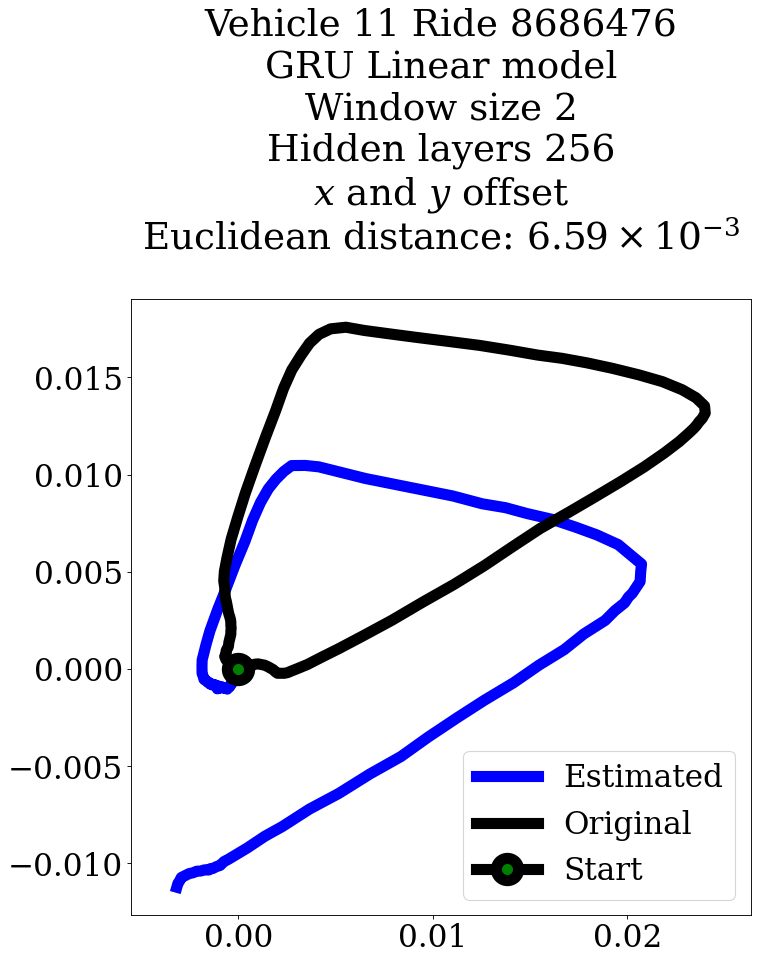 Vehicle 11 Ride 8686476
GRU Linear model
Window size 2
Hidden layers 256
x and y offset
Euclidean distance: 6.59 × 10⁻³
0.015
0.010
0.005
0.000
−0.005
−0.010
Estimated
Original
Start
0.00 0.01 0.02